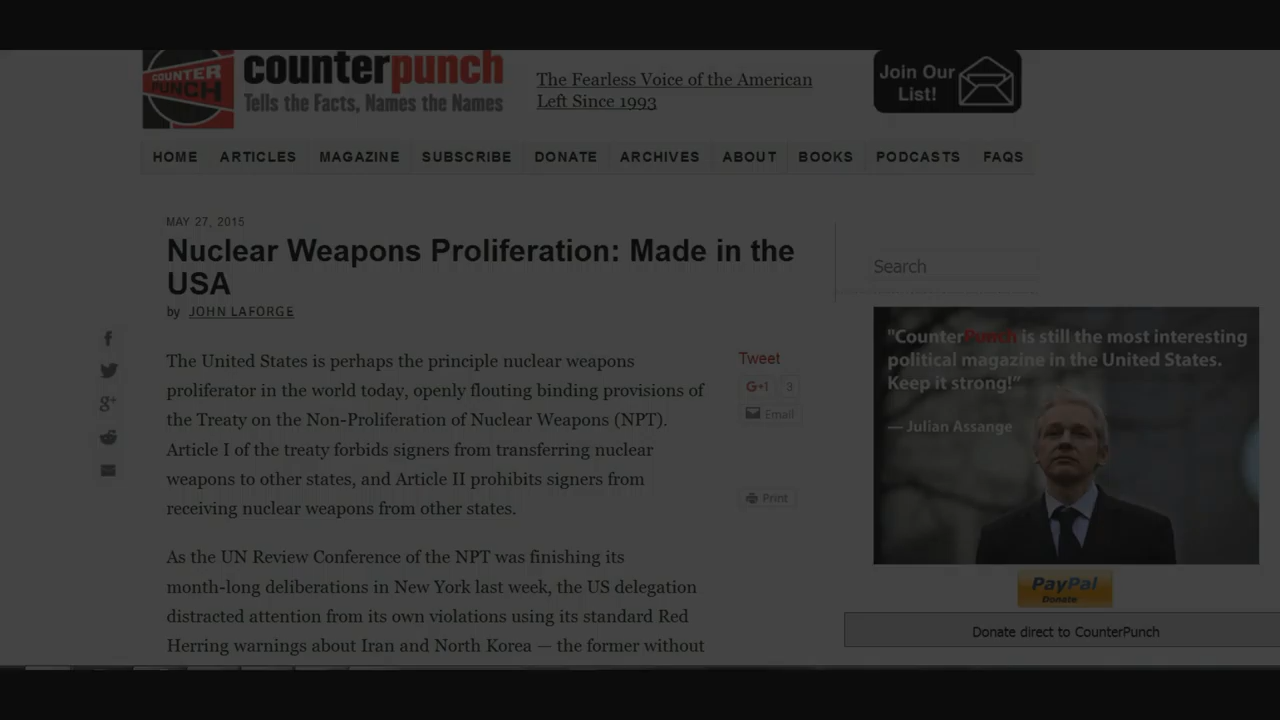 COUNTER
PUNCH
counterpunch
Tells the Facts, Names the Names
The Fearless Voice of the American
Left Since 1993
Join Our
List!
HOME ARTICLES MAGAZINE SUBSCRIBE DONATE ARCHIVES ABOUT BOOKS PODCASTS FAQS
MAY 27, 2015
Nuclear Weapons Proliferation: Made in the
USA
by JOHN LAFORGE
The United States is perhaps the principle nuclear weapons
proliferator in the world today, openly flouting binding provisions of
the Treaty on the Non-Proliferation of Nuclear Weapons (NPT).
Article I of the treaty forbids signers from transferring nuclear
weapons to other states, and Article II prohibits signers from
receiving nuclear weapons from other states.
As the UN Review Conference of the NPT was finishing its
month-long deliberations in New York last week, the US delegation
distracted attention from its own violations using its standard Red
Herring warnings about Iran and North Korea — the former without
Tweet
G+1 3
Email
Print
Search
"CounterPunch is still the most interesting
political magazine in the United States.
Keep it strong!"
— Julian Assange
PayPal
Donate
Donate direct to CounterPunch